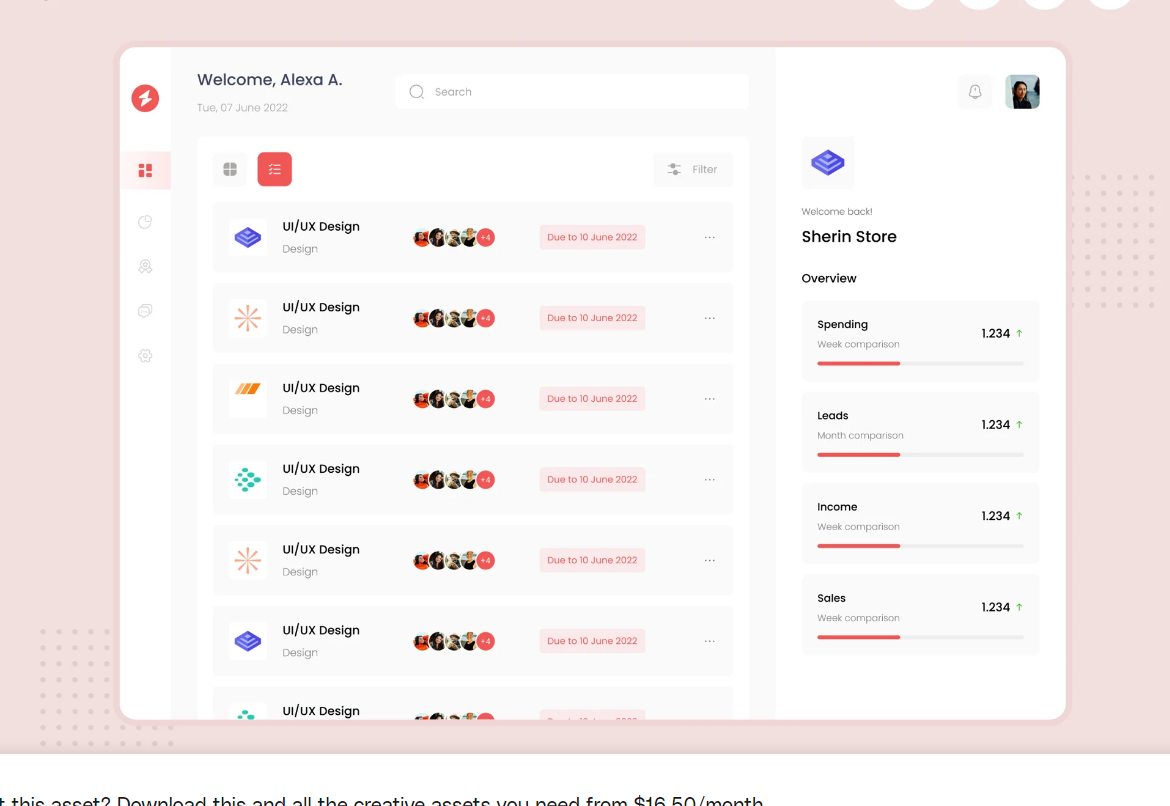 Welcome, Alexa A.
Tue, 07 June 2022
Search
Filter
UI/UX Design
Design
+4
Due to 10 June 2022
...
UI/UX Design
Design
+4
Due to 10 June 2022
...
UI/UX Design
Design
+4
Due to 10 June 2022
...
UI/UX Design
Design
+4
Due to 10 June 2022
...
UI/UX Design
Design
+4
Due to 10 June 2022
...
UI/UX Design
Design
+4
Due to 10 June 2022
...
UI/UX Design
Welcome back!
Sherin Store
Overview
Spending
Week comparison
1.234 ↑
Leads
Month comparison
1.234 ↑
Income
Week comparison
1.234 ↑
Sales
Week comparison
1.234 ↑
this asset? Download this and all the creative assets you need from $16.50/month